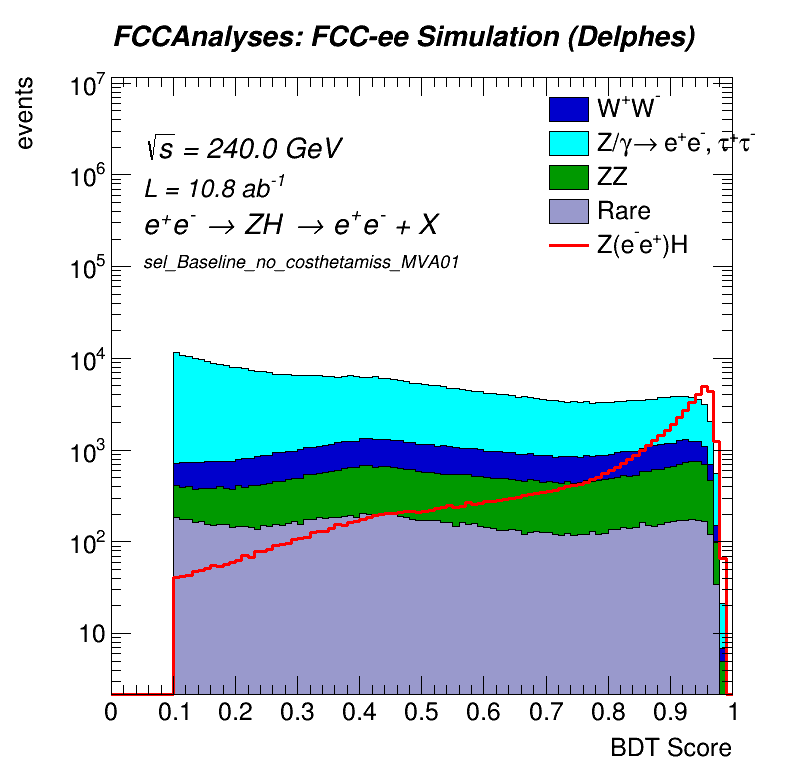 FCCAnalyses: FCC-ee Simulation (Delphes)
events
10⁷
10⁶
10⁵
10⁴
10³
10²
10
√s = 240.0 GeV
L = 10.8 ab⁻¹
e⁺e⁻ → ZH → e⁺e⁻ + X
sel_Baseline_no_costhetamiss_MVA01
W⁺W⁻
Z/γ → e⁺e⁻, τ⁺τ⁻
ZZ
Rare
Z(e⁻e⁺)H
0 0.1 0.2 0.3 0.4 0.5 0.6 0.7 0.8 0.9 1
BDT Score